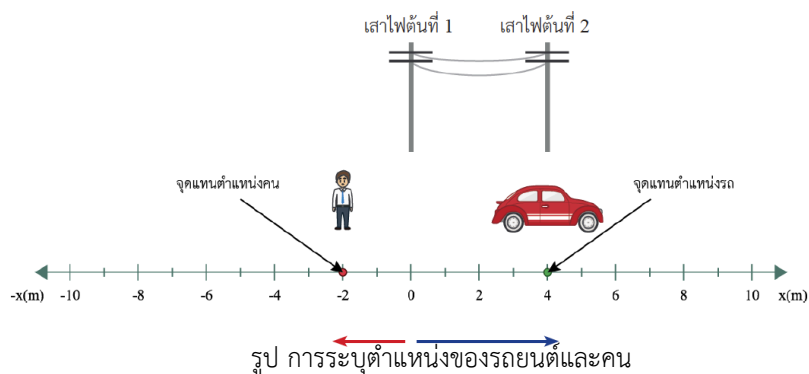 เสาไฟต้นที่ 1 เสาไฟต้นที่ 2
จุดแทนตำแหน่งคน จุดแทนตำแหน่งรถ
-x(m) -10 -8 -6 -4 -2 0 2 4 6 8 10 x(m)
รูป การระบุตำแหน่งของรถยนต์และคน